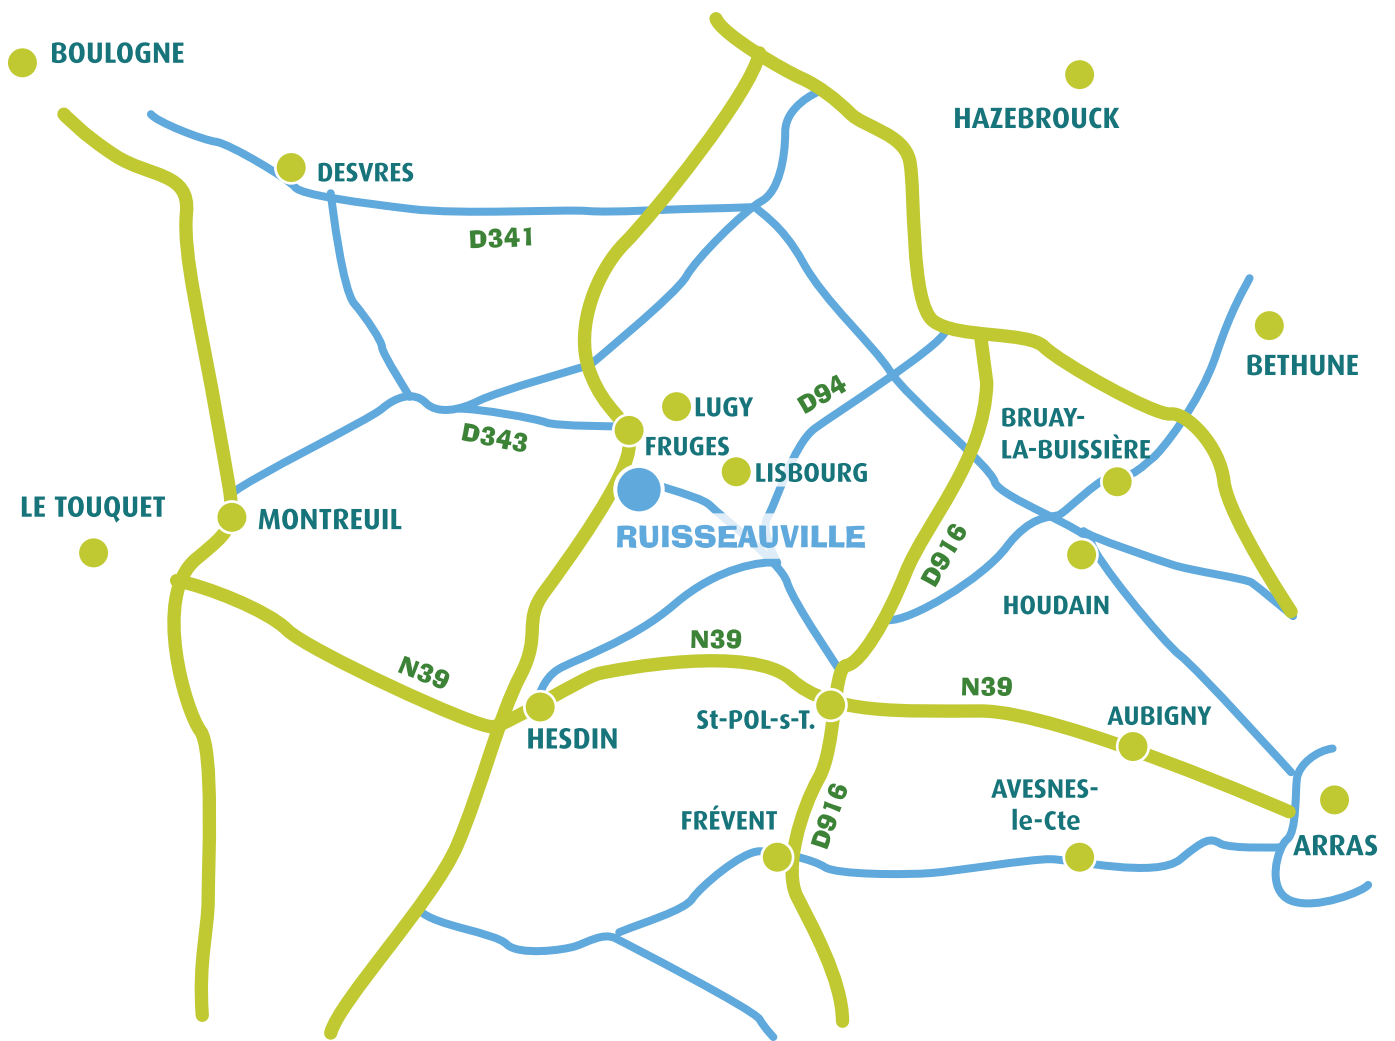 BOULOGNE
HAZEBROUCK
DESVRES
D341
BETHUNE
D94
LUGY
BRUAY-
LA-BUISSIÈRE
D343
FRUGES
LISBOURG
LE TOUQUET
MONTREUIL
RUISSEAUVILLE
D916
HOUDAIN
N39
N39
N39
St-POL-s-T.
AUBIGNY
HESDIN
AVESNES-
le-Cte
FRÉVENT
D916
ARRAS